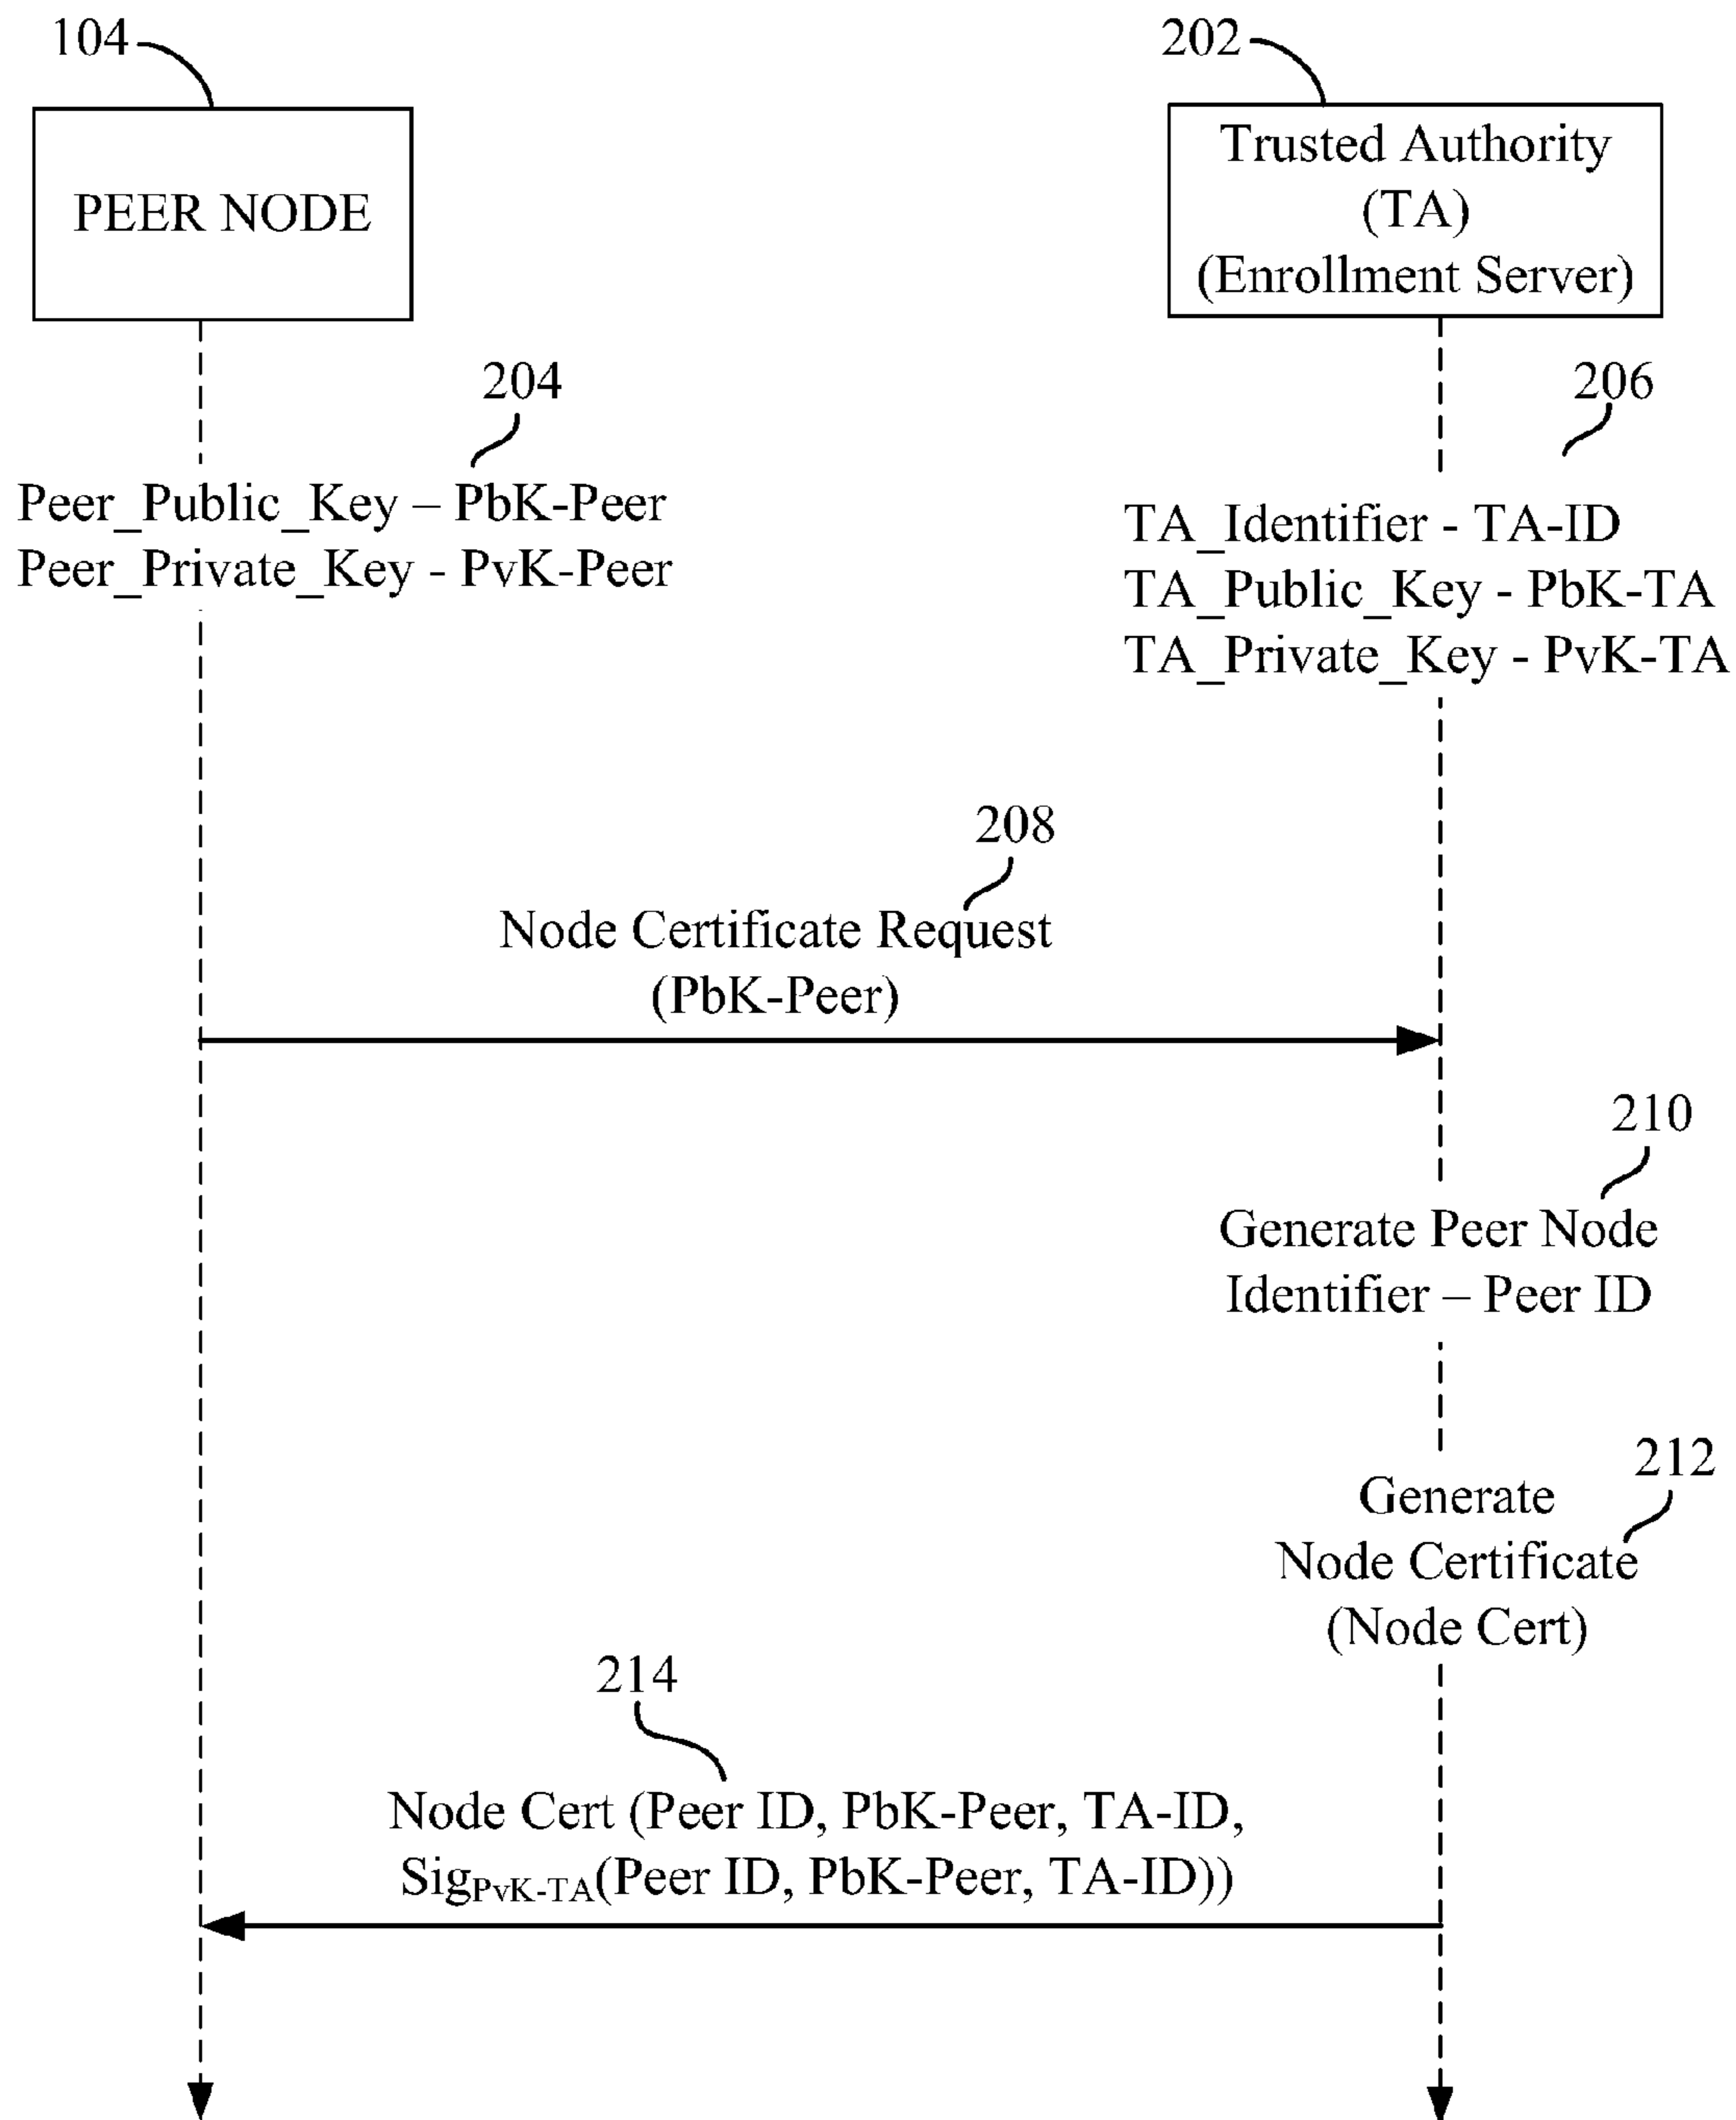 104
202
PEER NODE
Trusted Authority
(TA)
(Enrollment Server)
204
206
Peer_Public_Key – PbK-Peer
Peer_Private_Key - PvK-Peer
TA_Identifier - TA-ID
TA_Public_Key - PbK-TA
TA_Private_Key - PvK-TA
208
Node Certificate Request
(PbK-Peer)
210
Generate Peer Node
Identifier – Peer ID
212
Generate
Node Certificate
(Node Cert)
214
Node Cert (Peer ID, PbK-Peer, TA-ID,
SigPvK-TA(Peer ID, PbK-Peer, TA-ID))